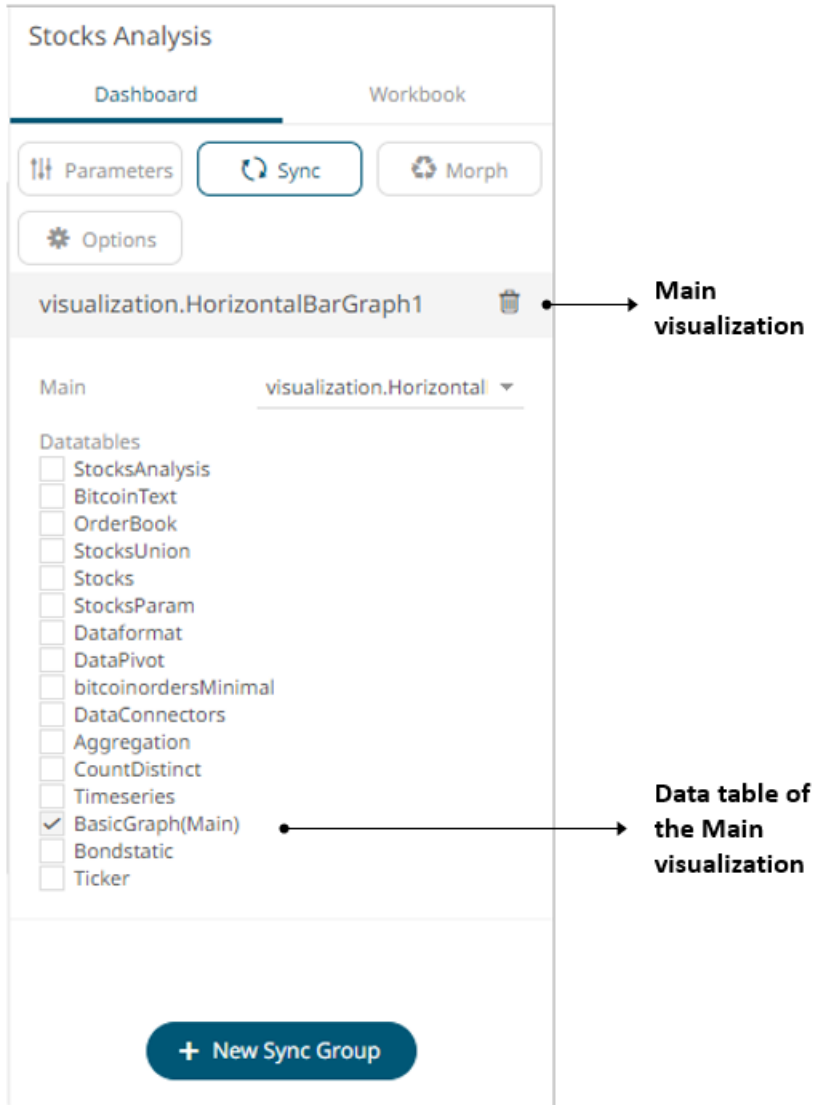 Stocks Analysis
Dashboard Workbook
Parameters Sync Morph
Options
visualization.HorizontalBarGraph1
Main
visualization
Main visualization.Horizontal
Datatables
StocksAnalysis
BitcoinText
OrderBook
StocksUnion
Stocks
StocksParam
Dataformat
DataPivot
bitcoinordersMinimal
DataConnectors
Aggregation
CountDistinct
Timeseries
BasicGraph(Main)
Bondstatic
Ticker
Data table of
the Main
visualization
+ New Sync Group